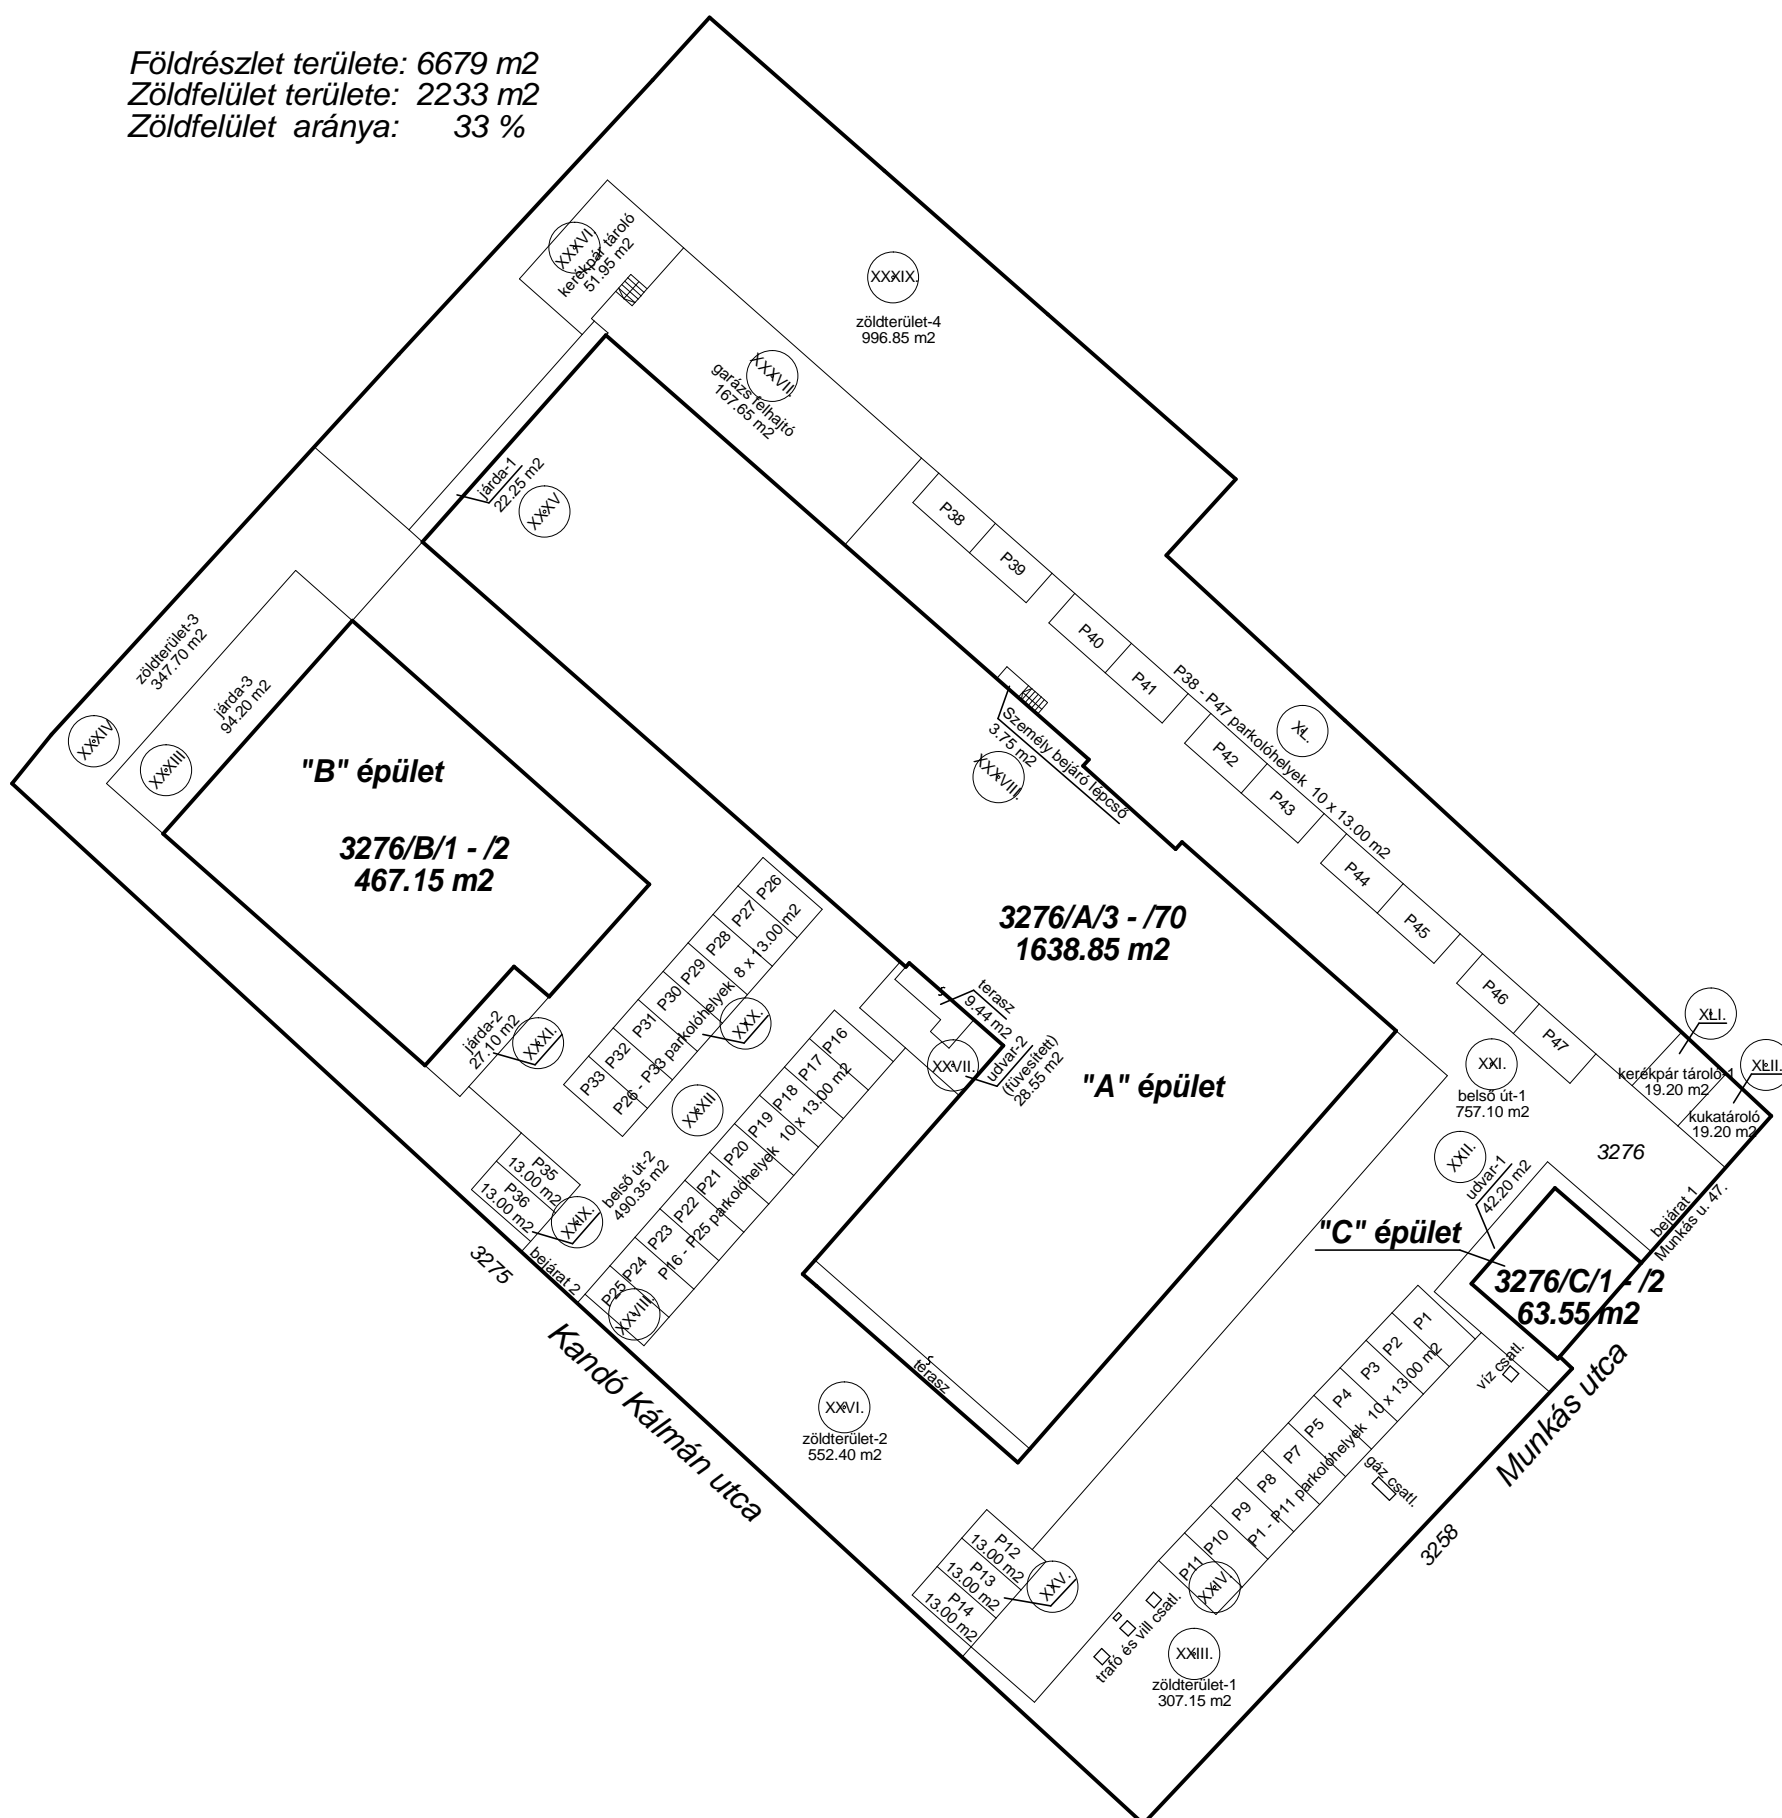 Földrészlet területe: 6679 m2
Zöldfelület területe: 2233 m2
Zöldfelület aránya: 33 %
XXXVI.
kerékpár tároló
51.95 m2
XXXIX.
zöldterület-4
996.85 m2
XXXVII.
garázs felhajtó
167.65 m2
járda-1
22.25 m2
XXXV
P38
P39
P40
P41
P42
P43
P44
P45
P46
P47
P38 - P47 parkolóhelyek 10 x 13.00 m2
XL.
zöldterület-3
347.70 m2
XXXIV
járda-3
94.20 m2
XXXIII
"B" épület
3276/B/1 - /2
467.15 m2
Személy bejáró lépcső
3.75 m2
XXXVIII.
3276/A/3 - /70
1638.85 m2
"A" épület
P26
P27
P28
P29
P30
P31
P32
P33
P26 - P33 parkolóhelyek 8 x 13.00 m2
XXX.
terasz
9.44 m2
udvar-2
(füvesített)
28.55 m2
XXVII.
járda-2
27.10 m2
XXXI.
XXXII
belső út-2
490.35 m2
P16
P17
P18
P19
P20
P21
P22
P23
P24
P25
P16 - P25 parkolóhelyek 10 x 13.00 m2
XXVIII.
P35
13.00 m2
P36
13.00 m2
XXIX.
bejárat 2
3275
Kandó Kálmán utca
terasz
XXVI.
zöldterület-2
552.40 m2
XXI.
belső út-1
757.10 m2
XLI.
kerékpár tároló-1
19.20 m2
XLII.
kukatároló
19.20 m2
3276
XXII.
udvar-1
42.20 m2
bejárat 1
Munkás u. 47.
"C" épület
3276/C/1 - /2
63.55 m2
P1
P2
P3
P4
P5
P7
P8
P9
P10
P11
P1 - P11 parkolóhelyek 10 x 13.00 m2
XXIV.
víz csatl.
gáz csatl.
Munkás utca
3258
P12
13.00 m2
P13
13.00 m2
P14
13.00 m2
XXV.
trafó és vill csatl.
XXIII.
zöldterület-1
307.15 m2